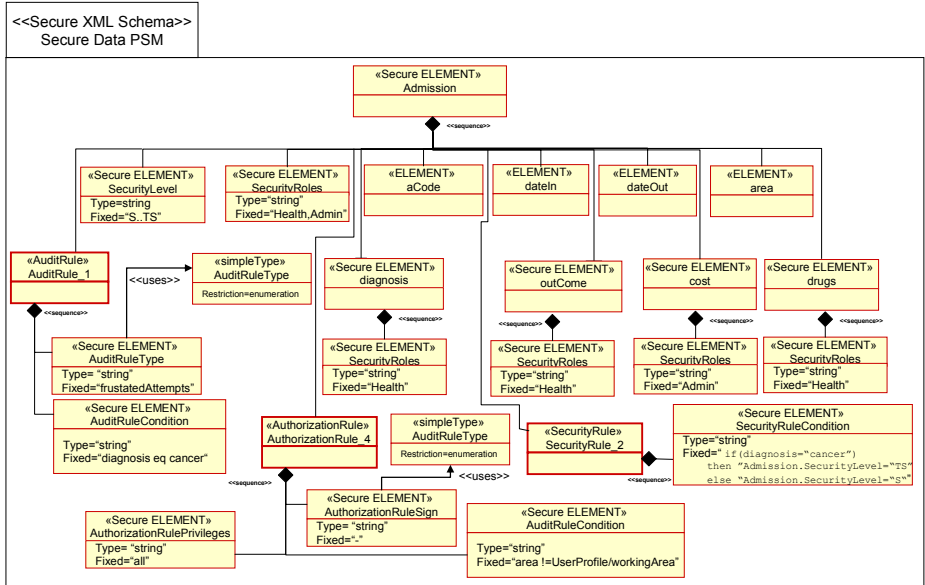 <<Secure XML Schema>>
Secure Data PSM
«Secure ELEMENT»
Admission
<<sequence>>
«Secure ELEMENT»
SecurityLevel
Type=string
Fixed="S..TS"
«Secure ELEMENT»
SecurityRoles
Type="string"
Fixed="Health,Admin"
«ELEMENT»
aCode
«ELEMENT»
dateIn
«ELEMENT»
dateOut
«ELEMENT»
area
«AuditRule»
AuditRule_1
<<sequence>>
<<uses>>
«simpleType»
AuditRuleType
Restriction=enumeration
«Secure ELEMENT»
diagnosis
<<sequence>>
«Secure ELEMENT»
outCome
<<sequence>>
«Secure ELEMENT»
cost
<<sequence>>
«Secure ELEMENT»
drugs
<<sequence>>
«Secure ELEMENT»
AuditRuleType
Type= "string"
Fixed="frustatedAttempts"
«Secure ELEMENT»
SecurityRoles
Type="string"
Fixed="Health"
«Secure ELEMENT»
SecurityRoles
Type="string"
Fixed="Health"
«Secure ELEMENT»
SecurityRoles
Type="string"
Fixed="Admin"
«Secure ELEMENT»
SecurityRoles
Type="string"
Fixed="Health"
«Secure ELEMENT»
AuditRuleCondition
Type="string"
Fixed="diagnosis eq cancer"
«AuthorizationRule»
AuthorizationRule_4
<<sequence>>
«simpleType»
AuditRuleType
Restriction=enumeration
<<uses>>
«SecurityRule»
SecurityRule_2
<<sequence>>
«Secure ELEMENT»
SecurityRuleCondition
Type="string"
Fixed=" if(diagnosis="cancer")
then "Admission.SecurityLevel="TS"
else "Admission.SecurityLevel="S""
«Secure ELEMENT»
AuthorizationRuleSign
Type= "string"
Fixed="-"
«Secure ELEMENT»
AuthorizationRulePrivileges
Type= "string"
Fixed="all"
«Secure ELEMENT»
AuditRuleCondition
Type="string"
Fixed="area !=UserProfile/workingArea"